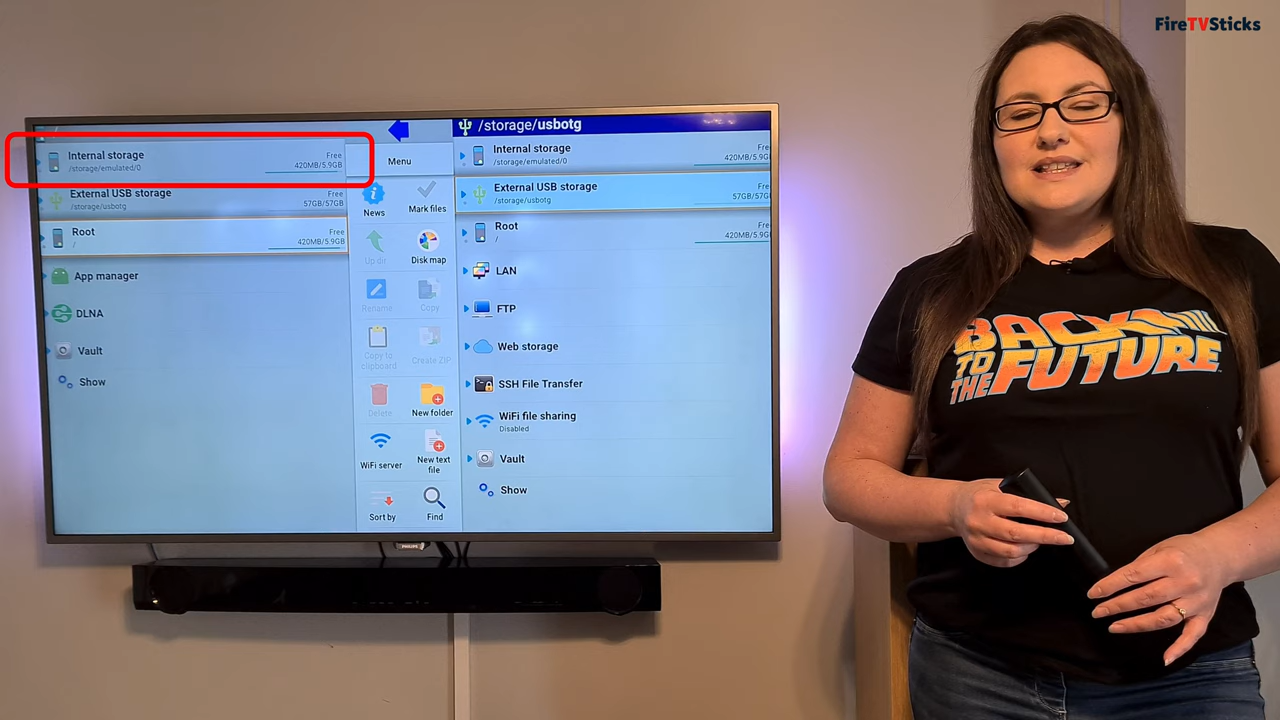 FireTVSticks
/
Internal storage
/storage/emulated/0
Free
420MB/5.9GB
External USB storage
/storage/usbotg
Free
57GB/57GB
Root
/
Free
420MB/5.9GB
App manager
DLNA
Vault
Show
Menu
News
Mark files
Up dir
Disk map
Rename
Copy
Copy to
clipboard
Create ZIP
Delete
New folder
WiFi server
New text
file
Sort by
Find
/storage/usbotg
Internal storage
/storage/emulated/0
Free
420MB/5.9GB
External USB storage
/storage/usbotg
Free
57GB/57G
Root
/
Free
420MB/5.9G
LAN
FTP
Web storage
SSH File Transfer
WiFi file sharing
Disabled
Vault
Show
PHILIPS
BACK
TO
THE FUTURE